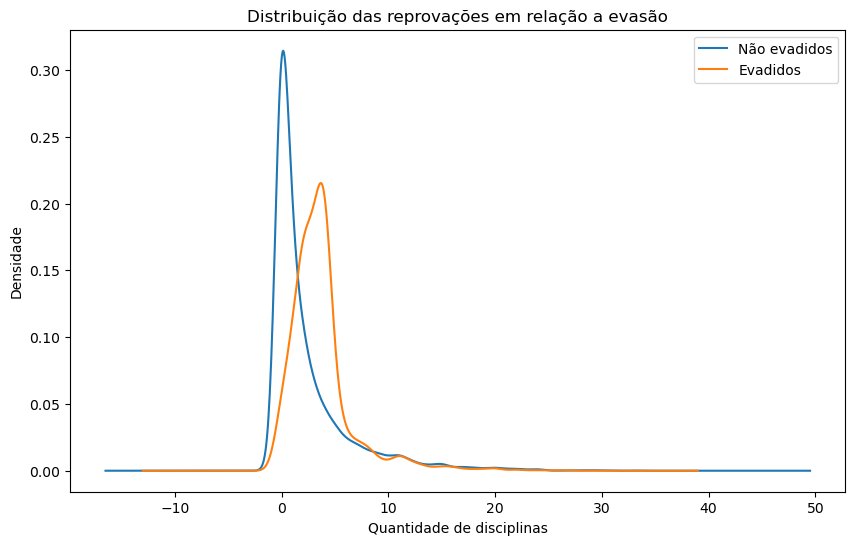 Distribuição das reprovações em relação a evasão
Não evadidos
Evadidos
0.30
0.25
0.20
0.15
0.10
0.05
0.00
Densidade
−10
0
10
20
30
40
50
Quantidade de disciplinas